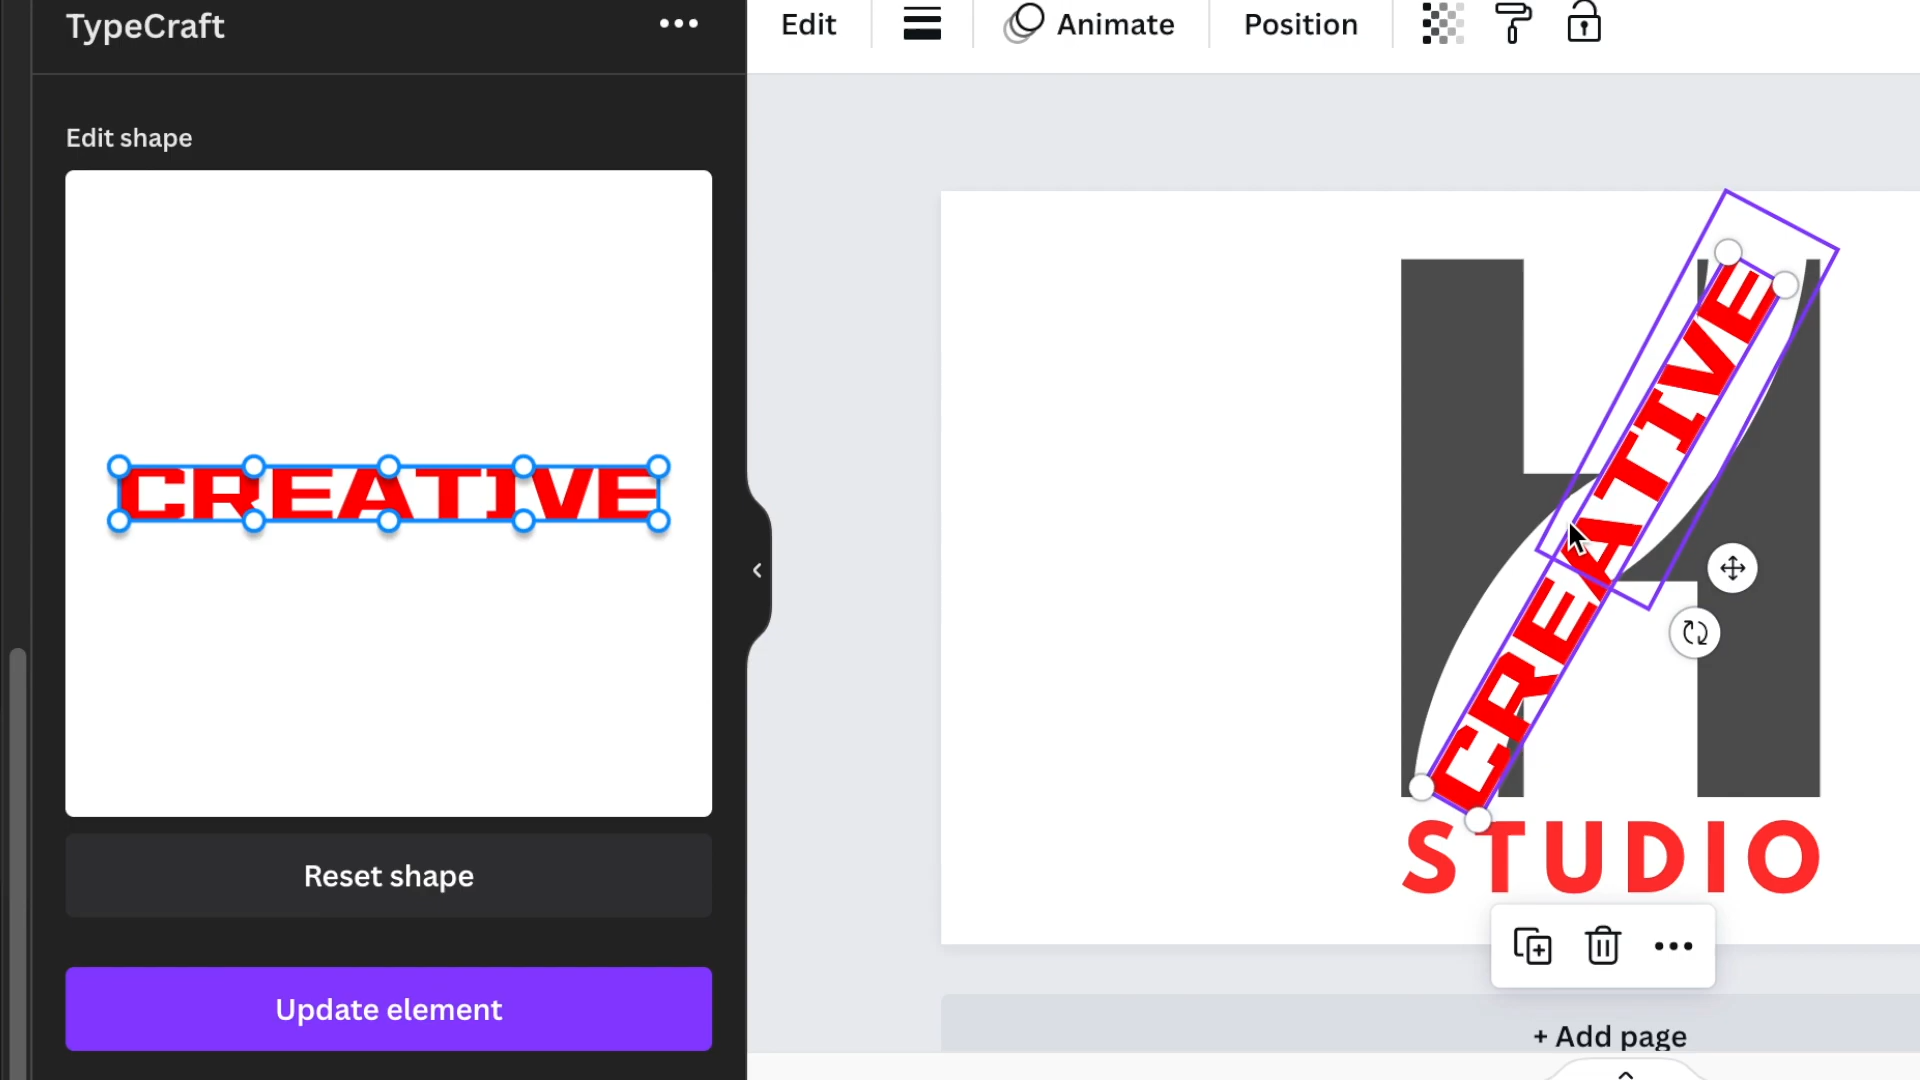 TypeCraft
Edit shape
CREATIVE
Reset shape
Update element
Edit
Animate
Position
CREATIVE
H
STUDIO
+ Add page